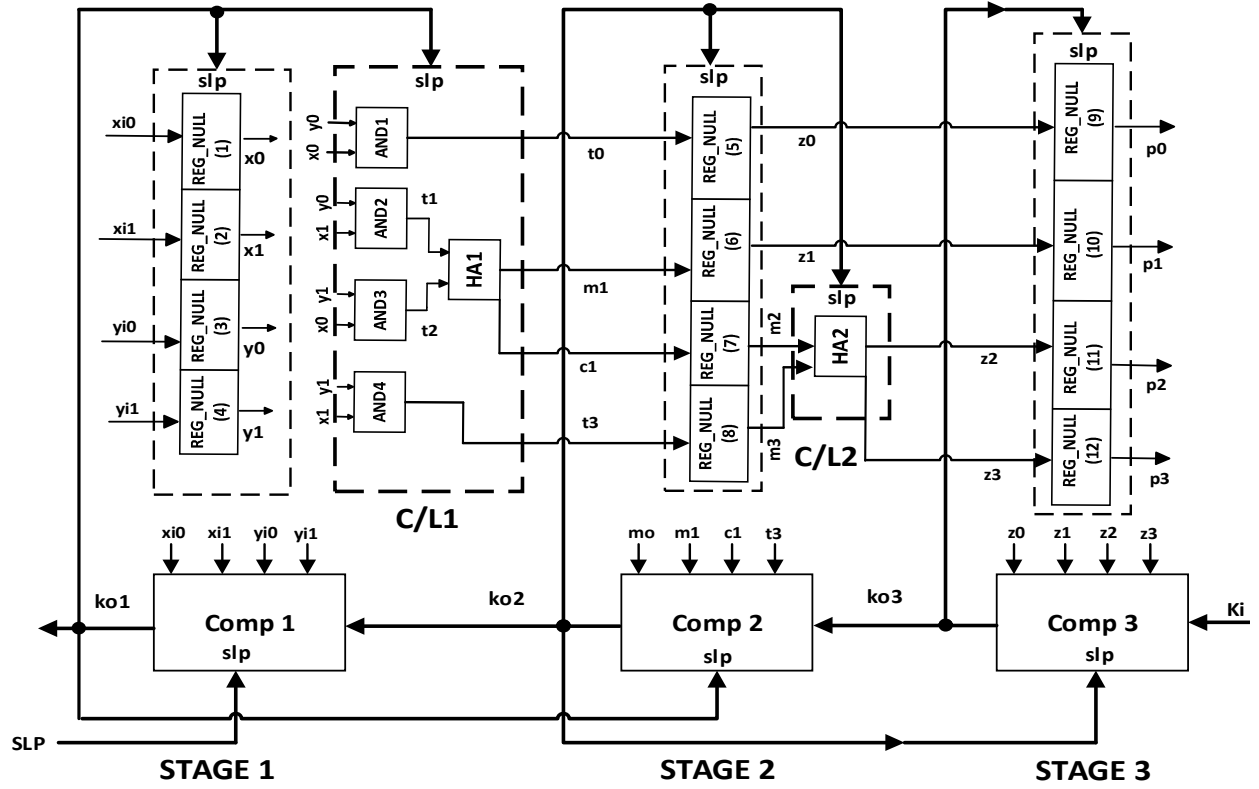 slp
xi0
REG_NULL
(1)
x0
xi1
REG_NULL
(2)
x1
yi0
REG_NULL
(3)
y0
yi1
REG_NULL
(4)
y1
slp
y0
x0
AND1
t0
y0
x1
AND2
t1
HA1
m1
y1
x0
AND3
t2
c1
y1
x1
AND4
t3
C/L1
slp
REG_NULL
(5)
z0
REG_NULL
(6)
z1
REG_NULL
(7)
m2
REG_NULL
(8)
m3
slp
HA2
z2
z3
C/L2
slp
REG_NULL
(9)
p0
REG_NULL
(10)
p1
REG_NULL
(11)
p2
REG_NULL
(12)
p3
xi0 xi1 yi0 yi1
ko1
Comp 1
slp
ko2
mo m1 c1 t3
Comp 2
slp
ko3
z0 z1 z2 z3
Comp 3
slp
Ki
SLP
STAGE 1
STAGE 2
STAGE 3